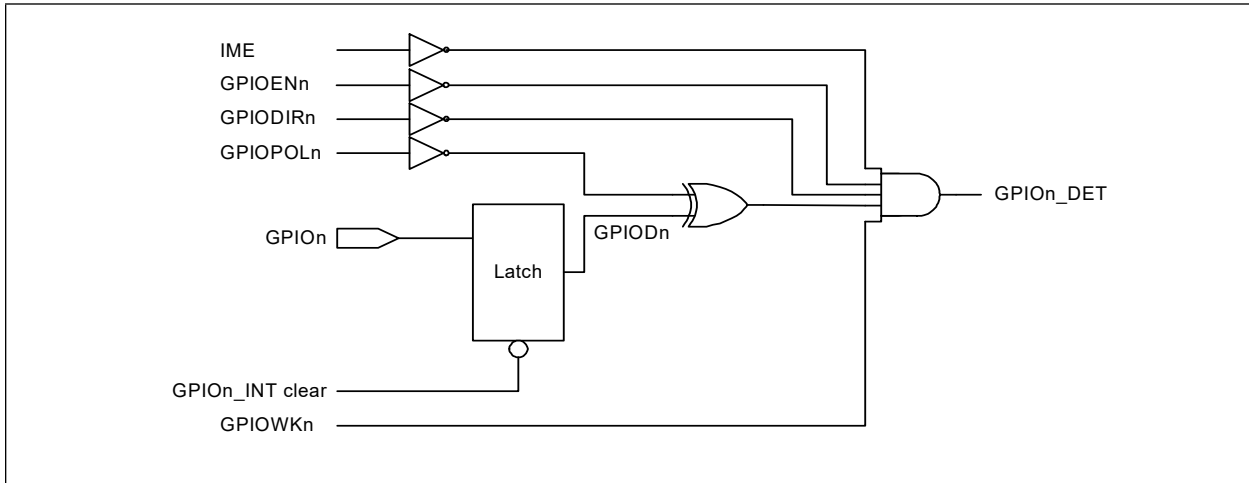 IME
GPIOENn
GPIODIRn
GPIOPOLn
GPIOn_DET
GPIODn
GPIOn
Latch
GPIOn_INT clear
GPIOWKn